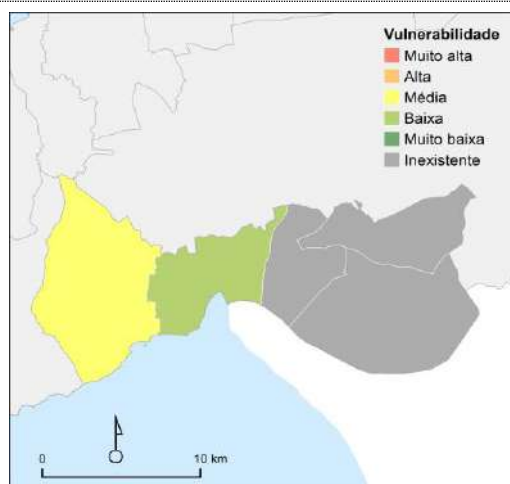 Vulnerabilidade
Muito alta
Alta
Média
Baixa
Muito baixa
Inexistente
0 10 km